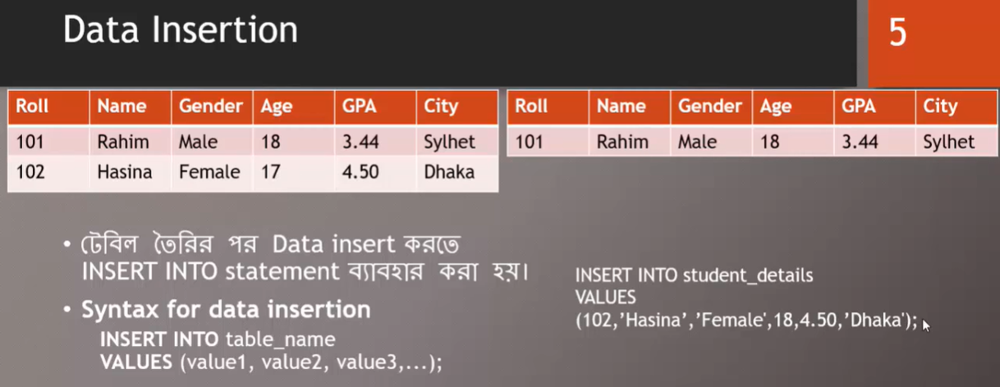 Data Insertion
5
Roll Name Gender Age GPA City
101 Rahim Male 18 3.44 Sylhet
102 Hasina Female 17 4.50 Dhaka
Roll Name Gender Age GPA City
101 Rahim Male 18 3.44 Sylhet
• টেবিল তৈরির পর Data insert করতে
INSERT INTO statement ব্যাবহার করা হয়।
• Syntax for data insertion
INSERT INTO table_name
VALUES (value1, value2, value3,...);
INSERT INTO student_details
VALUES
(102,’Hasina’,’Female',18,4.50,’Dhaka');